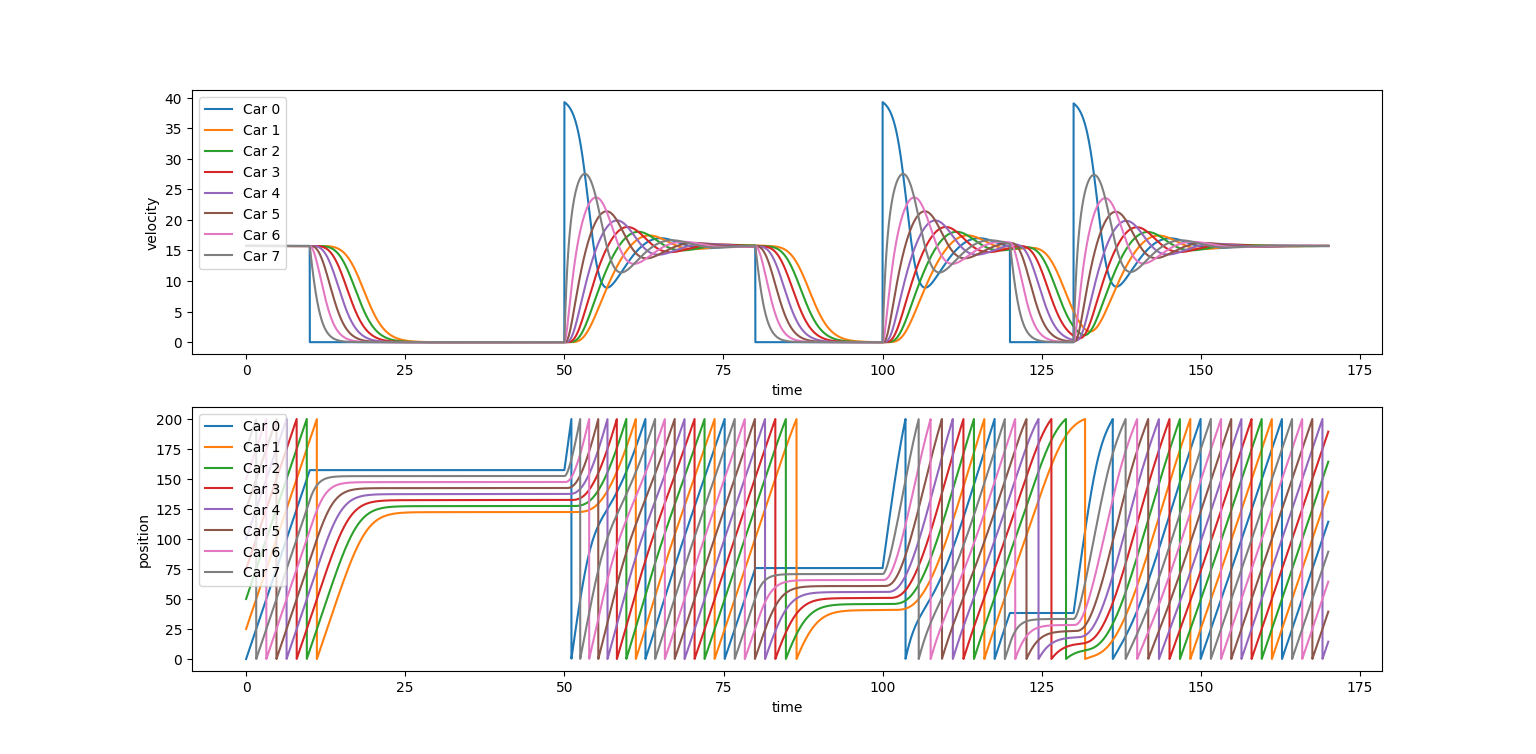 40
35
30
25
20
15
10
5
0
velocity
Car 0
Car 1
Car 2
Car 3
Car 4
Car 5
Car 6
Car 7
0 25 50 75 100 125 150 175
time
200
175
150
125
100
75
50
25
0
position
Car 0
Car 1
Car 2
Car 3
Car 4
Car 5
Car 6
Car 7
0 25 50 75 100 125 150 175
time